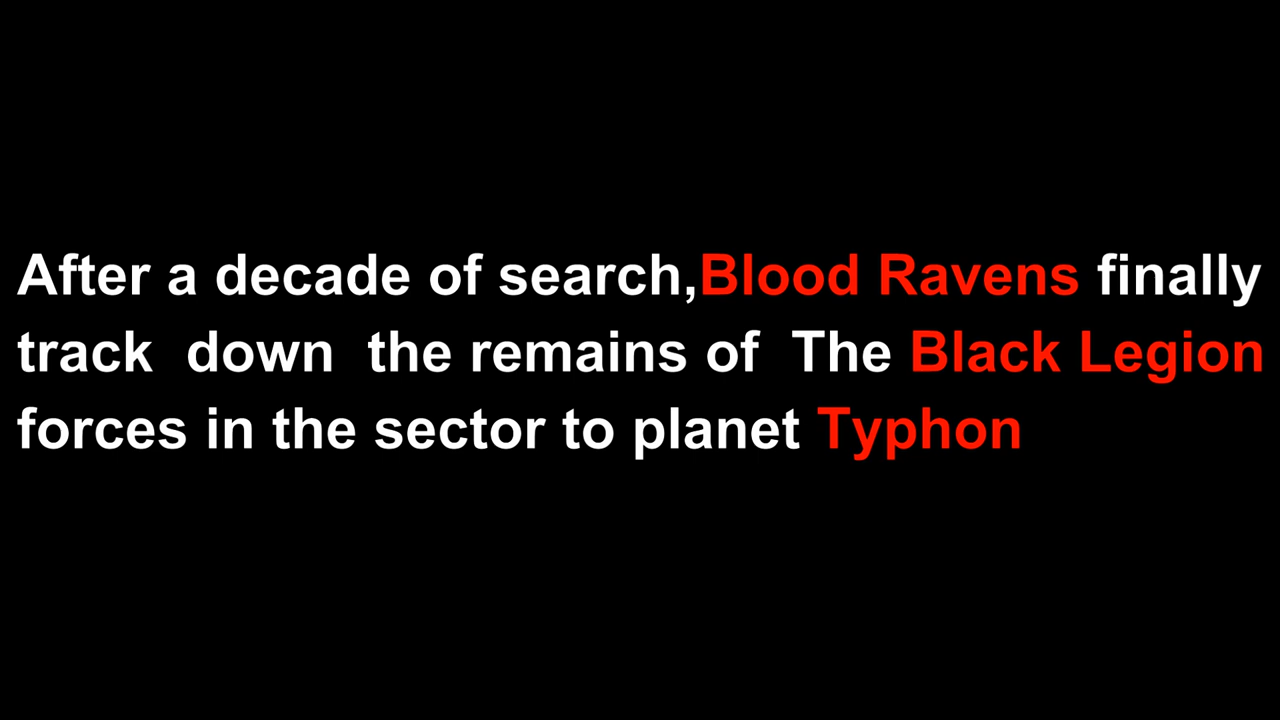 After a decade of search,Blood Ravens finally
track  down  the remains of  The Black Legion
forces in the sector to planet Typhon